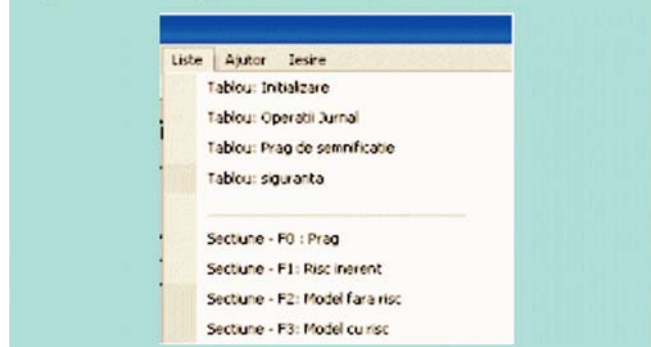 Liste Ajutor Iesire
Tablou: Initializare
Tablou: Operatii Jurnal
Tablou: Prag de semnificatie
Tablou: siguranta
Sectiune - F0 : Prag
Sectiune - F1: Risc inerent
Sectiune - F2: Model fara risc
Sectiune - F3: Model cu risc